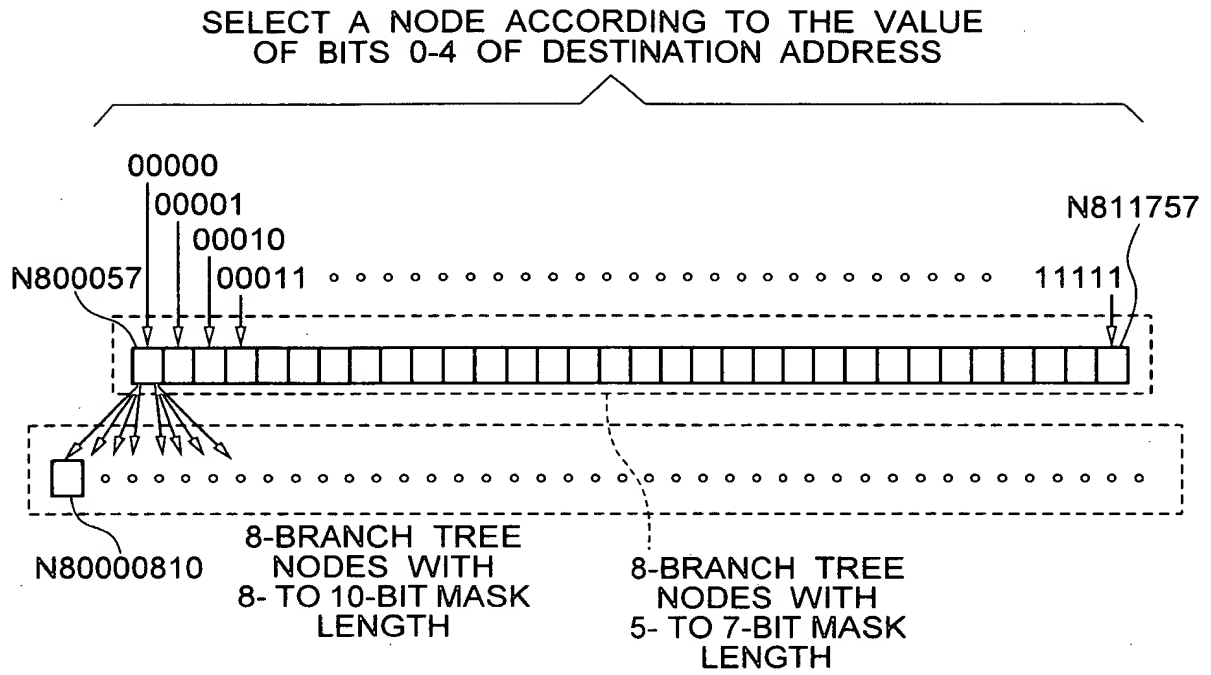 SELECT A NODE ACCORDING TO THE VALUE
OF BITS 0-4 OF DESTINATION ADDRESS
00000
00001
N811757
00010
N800057
00011
11111
8-BRANCH TREE
NODES WITH
8- TO 10-BIT MASK
LENGTH
N80000810
8-BRANCH TREE
NODES WITH
5- TO 7-BIT MASK
LENGTH